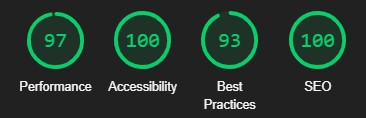 97
100
93
100
Performance
Accessibility
Best
Practices
SEO